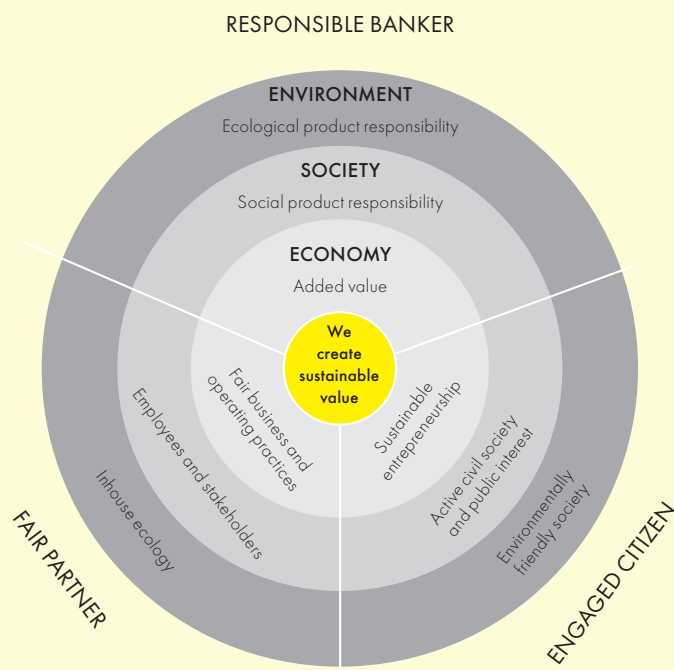 RESPONSIBLE BANKER
ENVIRONMENT
Ecological product responsibility
SOCIETY
Social product responsibility
ECONOMY
Added value
We
create
sustainable
value
Fair business and
operating practices
Employees and stakeholders
Inhouse ecology
FAIR PARTNER
Sustainable
entrepreneurship
Active civil society
and public interest
Environmentally
friendly society
ENGAGED CITIZEN